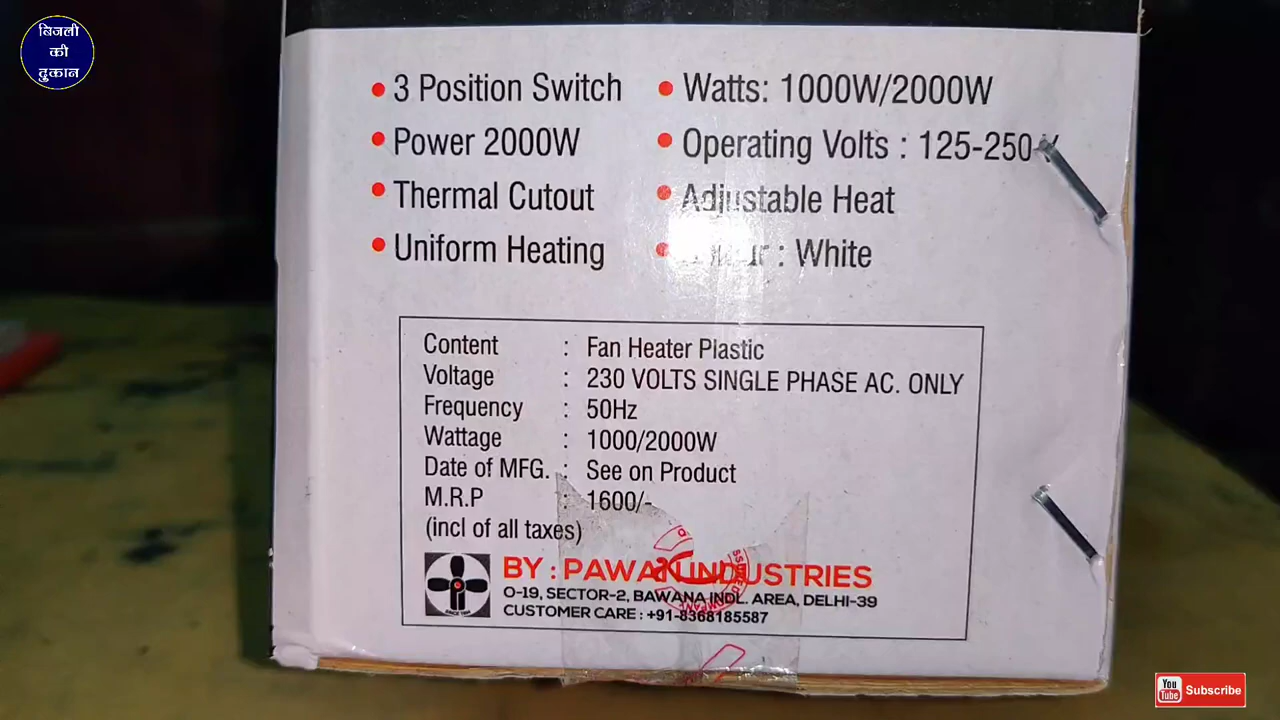 बिजली
की
दुकान
3 Position Switch
Power 2000W
Thermal Cutout
Uniform Heating
Watts: 1000W/2000W
Operating Volts : 125-250
Adjustable Heat
: White
Content : Fan Heater Plastic
Voltage : 230 VOLTS SINGLE PHASE AC. ONLY
Frequency : 50Hz
Wattage : 1000/2000W
Date of MFG. : See on Product
M.R.P : 1600/-
(incl of all taxes)
BY : PAWAN INDUSTRIES
O-19, SECTOR-2, BAWANA INDL. AREA, DELHI-39
CUSTOMER CARE : +91-8368185587
You
Tube
Subscribe